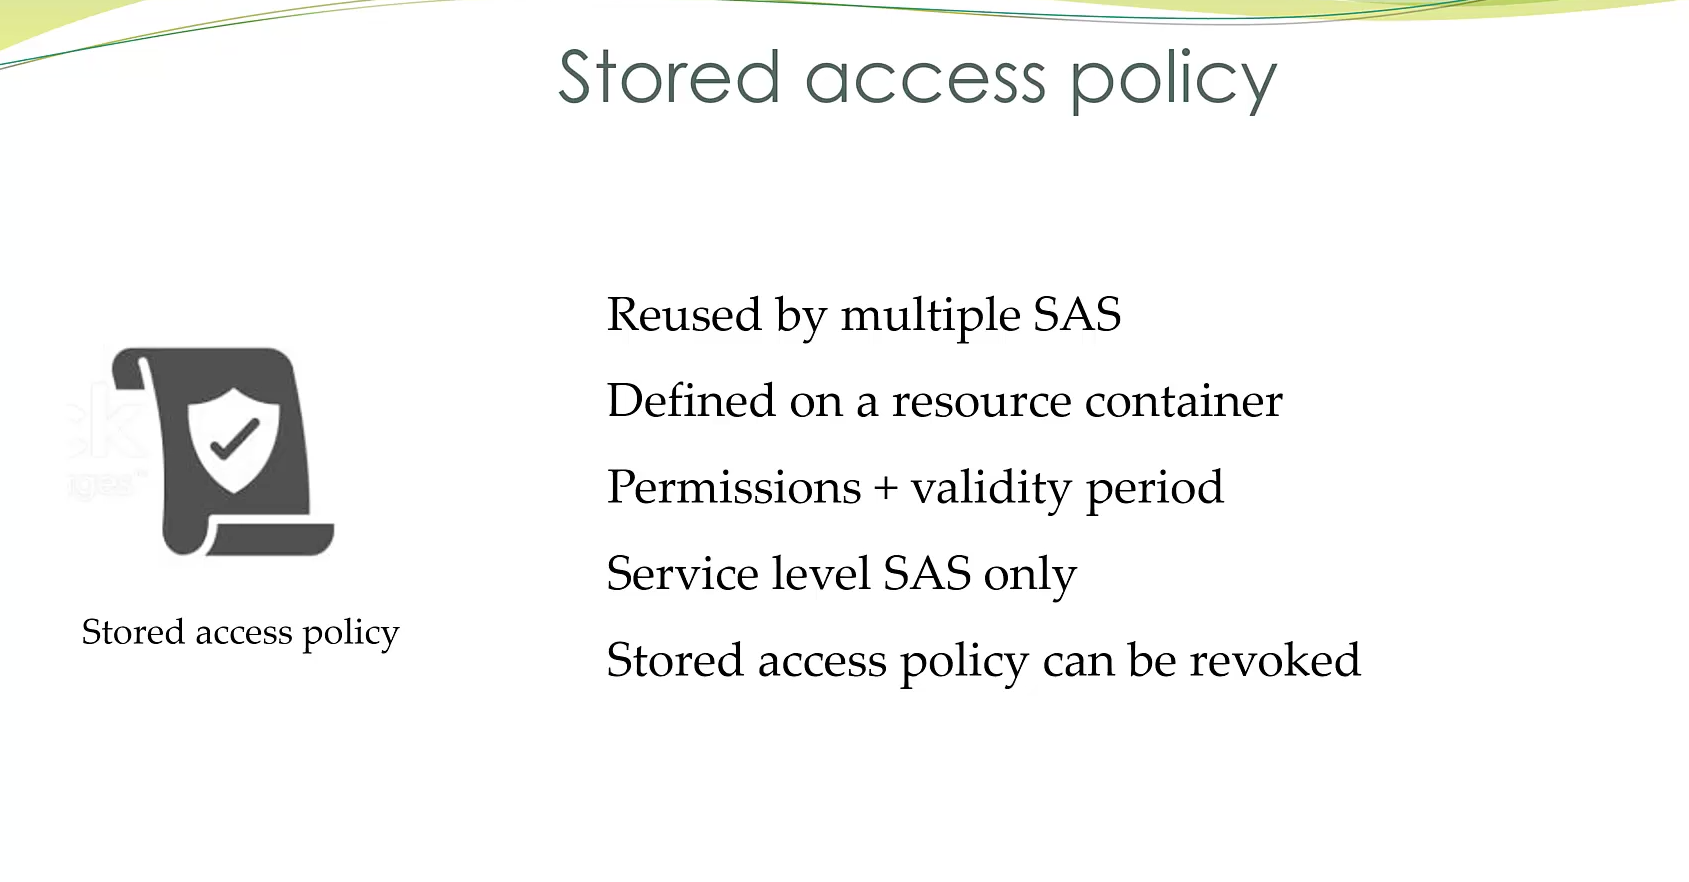 Stored access policy
Reused by multiple SAS
Defined on a resource container
Permissions + validity period
Service level SAS only
Stored access policy can be revoked
Stored access policy